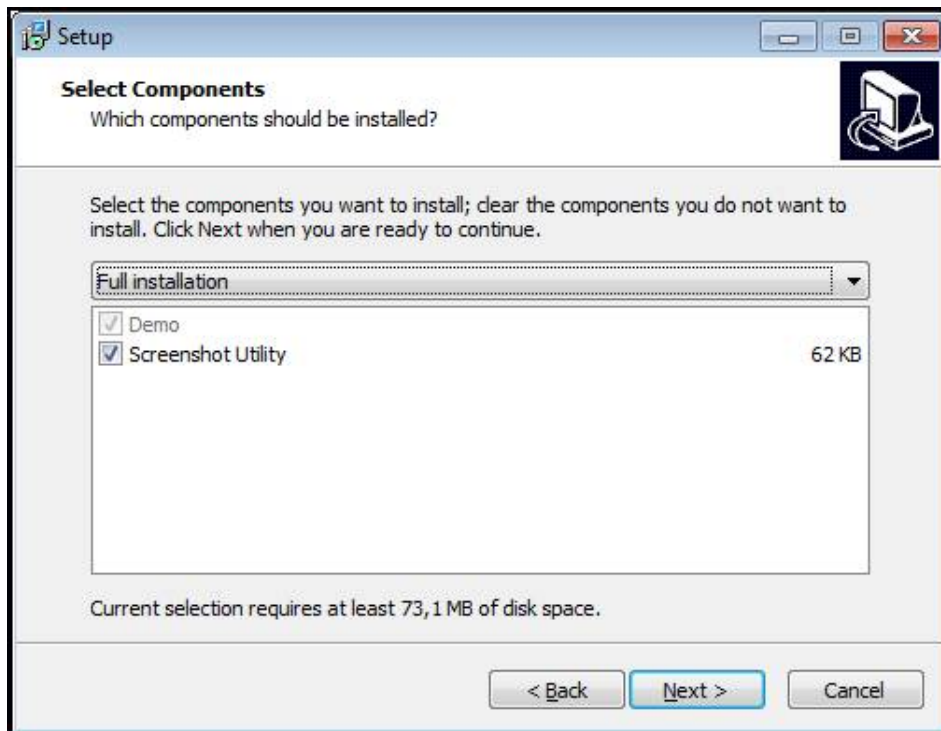 Setup
Select Components
Which components should be installed?
Select the components you want to install; clear the components you do not want to
install. Click Next when you are ready to continue.
Full installation
Demo
Screenshot Utility 62 KB
Current selection requires at least 73,1 MB of disk space.
< Back Next > Cancel